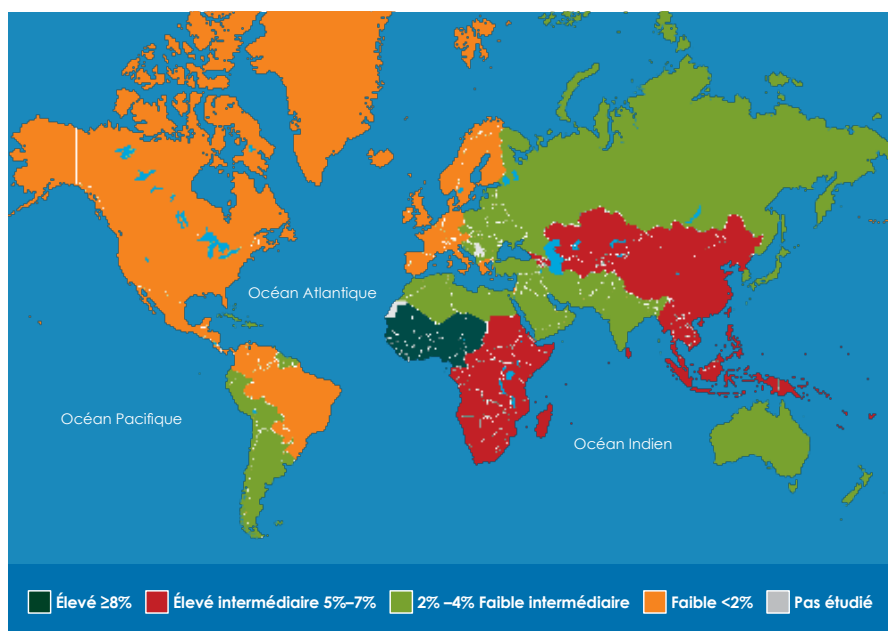 Océan Atlantique
Océan Pacifique
Océan Indien
Élevé ≥8%
Élevé intermédiaire 5%–7%
2% –4% Faible intermédiaire
Faible <2%
Pas étudié